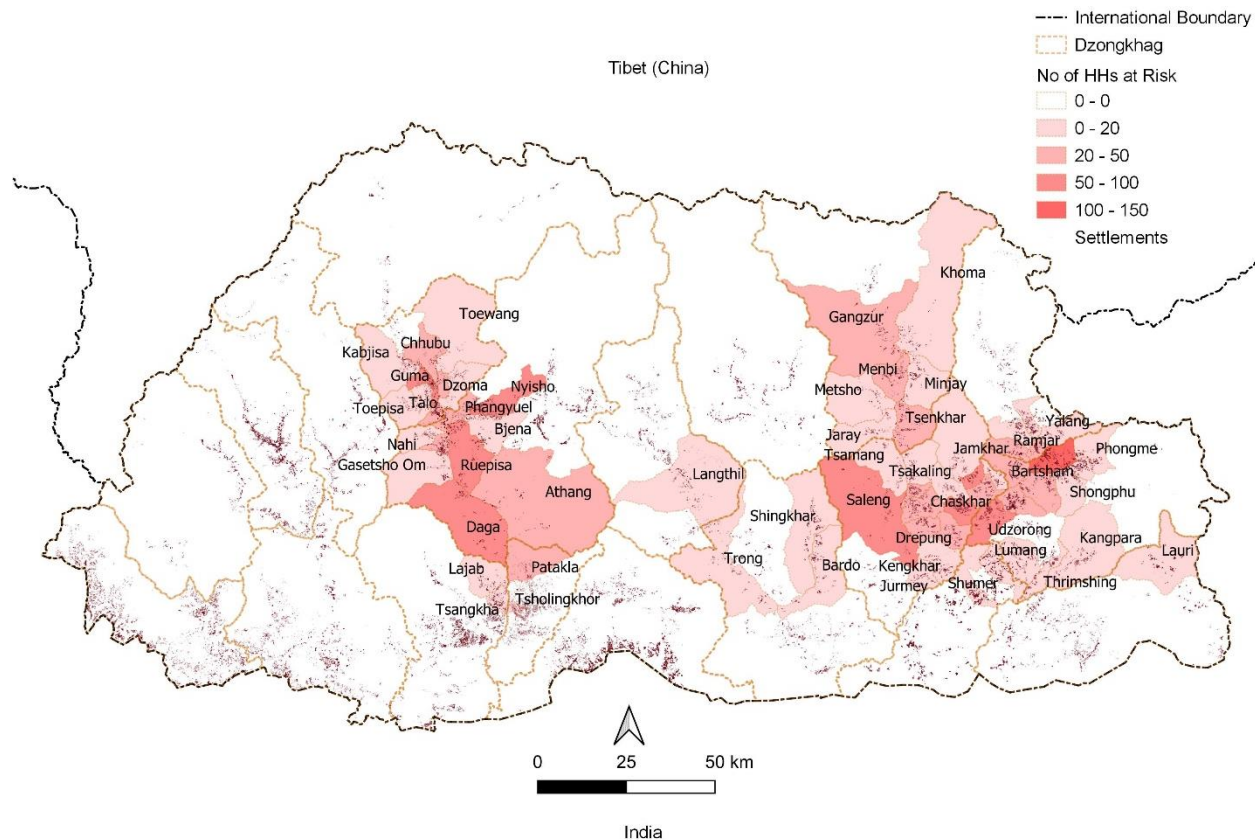 International Boundary
Dzongkhag
Tibet (China)
No of HHs at Risk
0 - 0
0 - 20
20 - 50
50 - 100
100 - 150
Settlements
Khoma
Toewang
Gangzur
Chhubu
Kabjisa
Guma
Dzoma
Nyisho
Menbi
Metsho
Minjay
Toepisa
Talo
Phangyuel
Bjena
Tsenkhar
Yalang
Jaray
Jamkhar
Ramjar
Phongme
Nahi
Tsamang
Gasetsho Om
Ruepisa
Langthil
Tsakaling
Bartsham
Athang
Saleng
Chaskhar
Shongphu
Shingkhar
Daga
Drepung
Udzorong
Kangpara
Lumang
Lauri
Trong
Bardo
Kengkhar
Lajab
Patakla
Jurmey
Shumer
Thrimshing
Tsangkha
Tsholingkhor
0 25 50 km
India